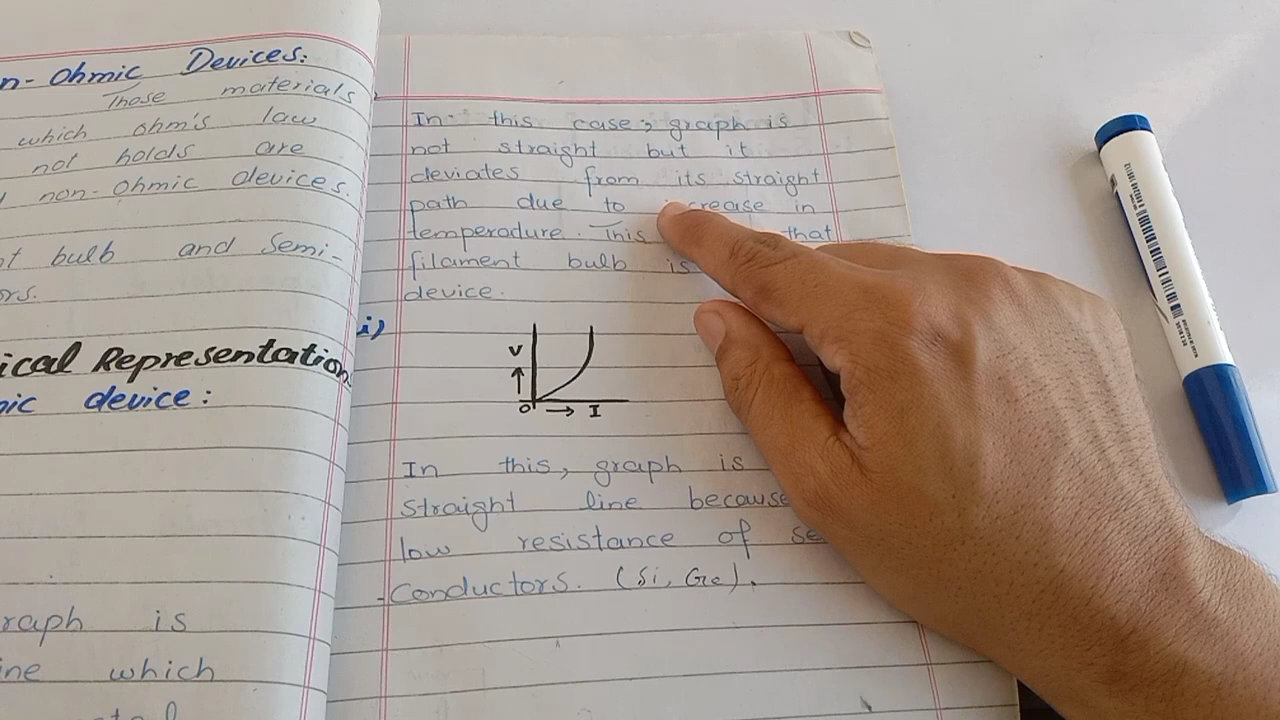 n-Ohmic Devices:
Those materials
which ohm's law
not holds are
non-Ohmic devices.
bulb and Semi-
ors.
ical Representation
ic device:
raph is
ine which
In this case, graph is
not straight but it
deviates from its straight
path due to increase in
temperadure. This that
filament bulb is
device.
i)
V
O → I
In this, graph is
straight line because
low resistance of se
-conductors. (Si, Ge).